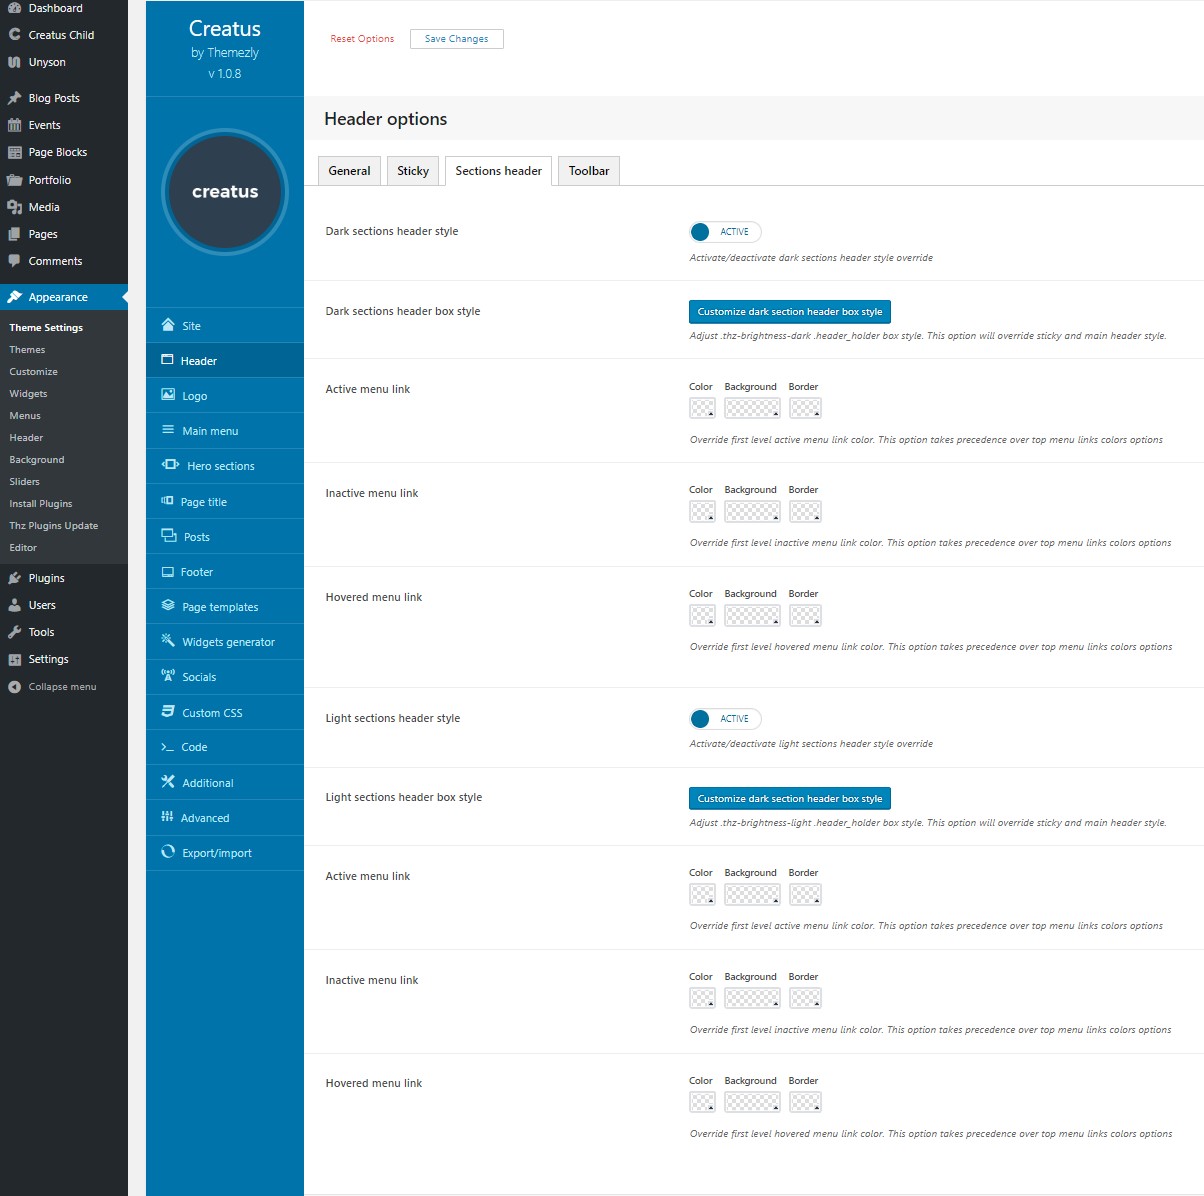 Dashboard
Creatus Child
Unyson
Blog Posts
Events
Page Blocks
Portfolio
Media
Pages
Comments
Appearance
Theme Settings
Themes
Customize
Widgets
Menus
Header
Background
Sliders
Install Plugins
Thz Plugins Update
Editor
Plugins
Users
Tools
Settings
Collapse menu
Creatus
by Themezly
v 1.0.8
creatus
Site
Header
Logo
Main menu
Hero sections
Page title
Posts
Footer
Page templates
Widgets generator
Socials
Custom CSS
Code
Additional
Advanced
Export/import
Reset Options Save Changes
Header options
General Sticky Sections header Toolbar
Dark sections header style ACTIVE
Activate/deactivate dark sections header style override
Dark sections header box style Customize dark section header box style
Adjust .thz-brightness-dark .header_holder box style. This option will override sticky and main header style.
Active menu link Color Background Border
Override first level active menu link color. This option takes precedence over top menu links colors options
Inactive menu link Color Background Border
Override first level inactive menu link color. This option takes precedence over top menu links colors options
Hovered menu link Color Background Border
Override first level hovered menu link color. This option takes precedence over top menu links colors options
Light sections header style ACTIVE
Activate/deactivate light sections header style override
Light sections header box style Customize dark section header box style
Adjust .thz-brightness-light .header_holder box style. This option will override sticky and main header style.
Active menu link Color Background Border
Override first level active menu link color. This option takes precedence over top menu links colors options
Inactive menu link Color Background Border
Override first level inactive menu link color. This option takes precedence over top menu links colors options
Hovered menu link Color Background Border
Override first level hovered menu link color. This option takes precedence over top menu links colors options